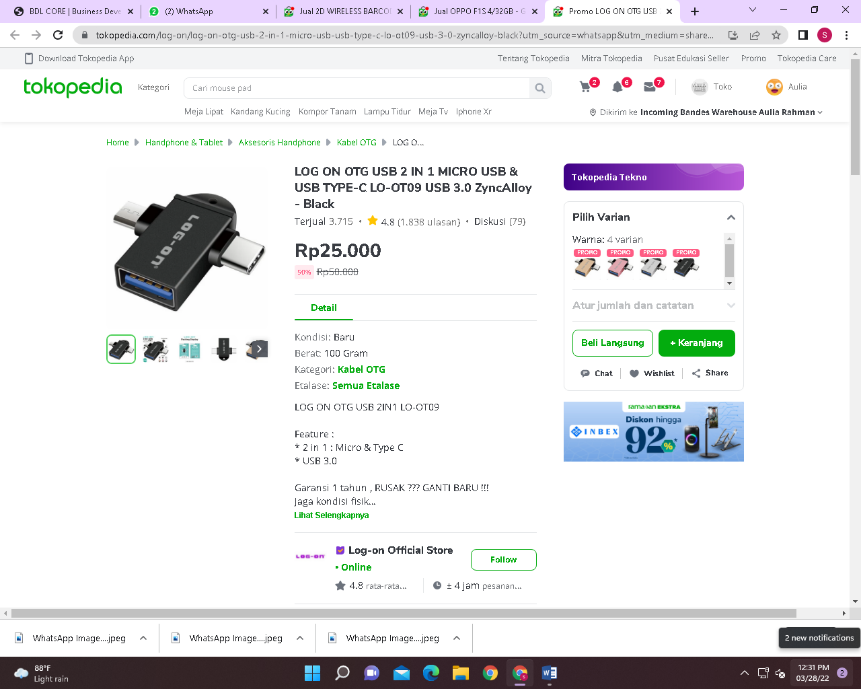 BDL CORE | Business Deve
(2) WhatsApp
Jual 2D WIRELESS BARCO
Jual OPPO F1S 4/32GB - G
Promo LOG ON OTG USB
tokopedia.com/log-on/log-on-otg-usb-2-in-1-micro-usb-usb-type-c-lo-ot09-usb-3-0-zyncalloy-black?utm_source=whatsapp&utm_medium=share...
S
Download Tokopedia App
Tentang Tokopedia Mitra Tokopedia Pusat Edukasi Seller Promo Tokopedia Care
tokopedia Kategori Cari mouse pad 2 6 7 Toko Aulia
Meja Lipat Kandang Kucing Kompor Tanam Lampu Tidur Meja Tv Iphone Xr
Dikirim ke Incoming Bandes Warehouse Aulia Rahman
Home Handphone & Tablet Aksesoris Handphone Kabel OTG LOG O...
LOG-ON
LOG ON OTG USB 2 IN 1 MICRO USB &
USB TYPE-C LO-OT09 USB 3.0 ZyncAlloy
- Black
Terjual 3.715 • 4.8 (1.838 ulasan) • Diskusi (79)
Rp25.000
50% Rp50.000
Detail
Kondisi: Baru
Berat: 100 Gram
Kategori: Kabel OTG
Etalase: Semua Etalase
LOG ON OTG USB 2IN1 LO-OT09
Feature :
* 2 in 1 : Micro & Type C
* USB 3.0
Garansi 1 tahun , RUSAK ??? GANTI BARU !!!
Jaga kondisi fisik...
Lihat Selengkapnya
LOG-ON
Log-on Official Store
• Online
Follow
4.8 rata-rata...
± 4 jam pesanan...
Tokopedia Tekno
Pilih Varian
Warna: 4 varian
PROMO PROMO PROMO PROMO
Atur jumlah dan catatan
Beli Langsung + Keranjang
Chat Wishlist Share
ramadan EKSTRA
INBEX
Diskon hingga
92%
WhatsApp Image....jpeg
WhatsApp Image....jpeg
WhatsApp Image....jpeg
2 new notifications
88°F
Light rain
12:31 PM
03/28/22
2